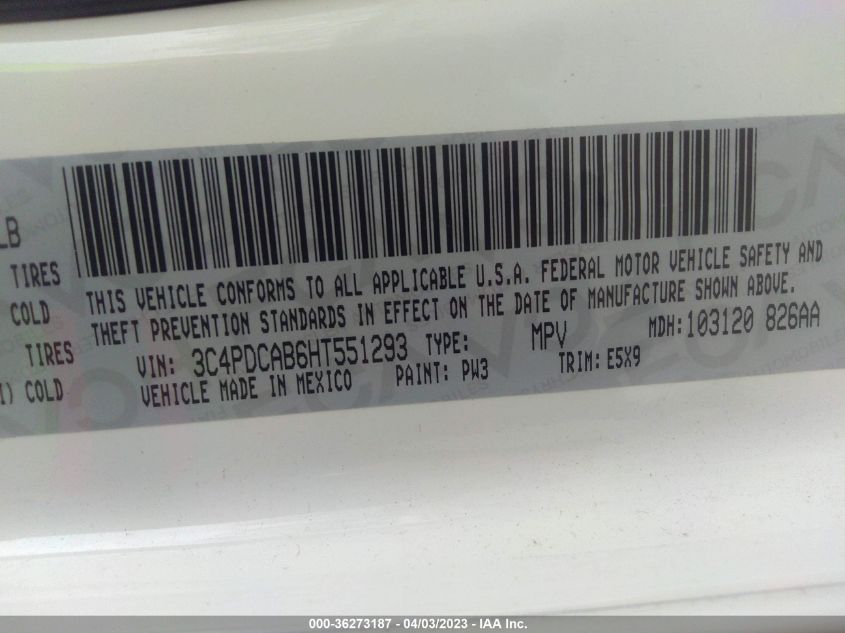 LB
TIRES
COLD
TIRES
COLD
THIS VEHICLE CONFORMS TO ALL APPLICABLE U.S.A. FEDERAL MOTOR VEHICLE SAFETY AND
THEFT PREVENTION STANDARDS IN EFFECT ON THE DATE OF MANUFACTURE SHOWN ABOVE.
VIN: 3C4PDCAB6HT551293 TYPE: MPV MDH: 103120 826AA
VEHICLE MADE IN MEXICO PAINT: PW3 TRIM: E5X9
000-36273187 - 04/03/2023 - IAA Inc.